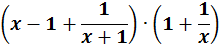 (x − 1 + 1/(x + 1)) · (1 + 1/x)